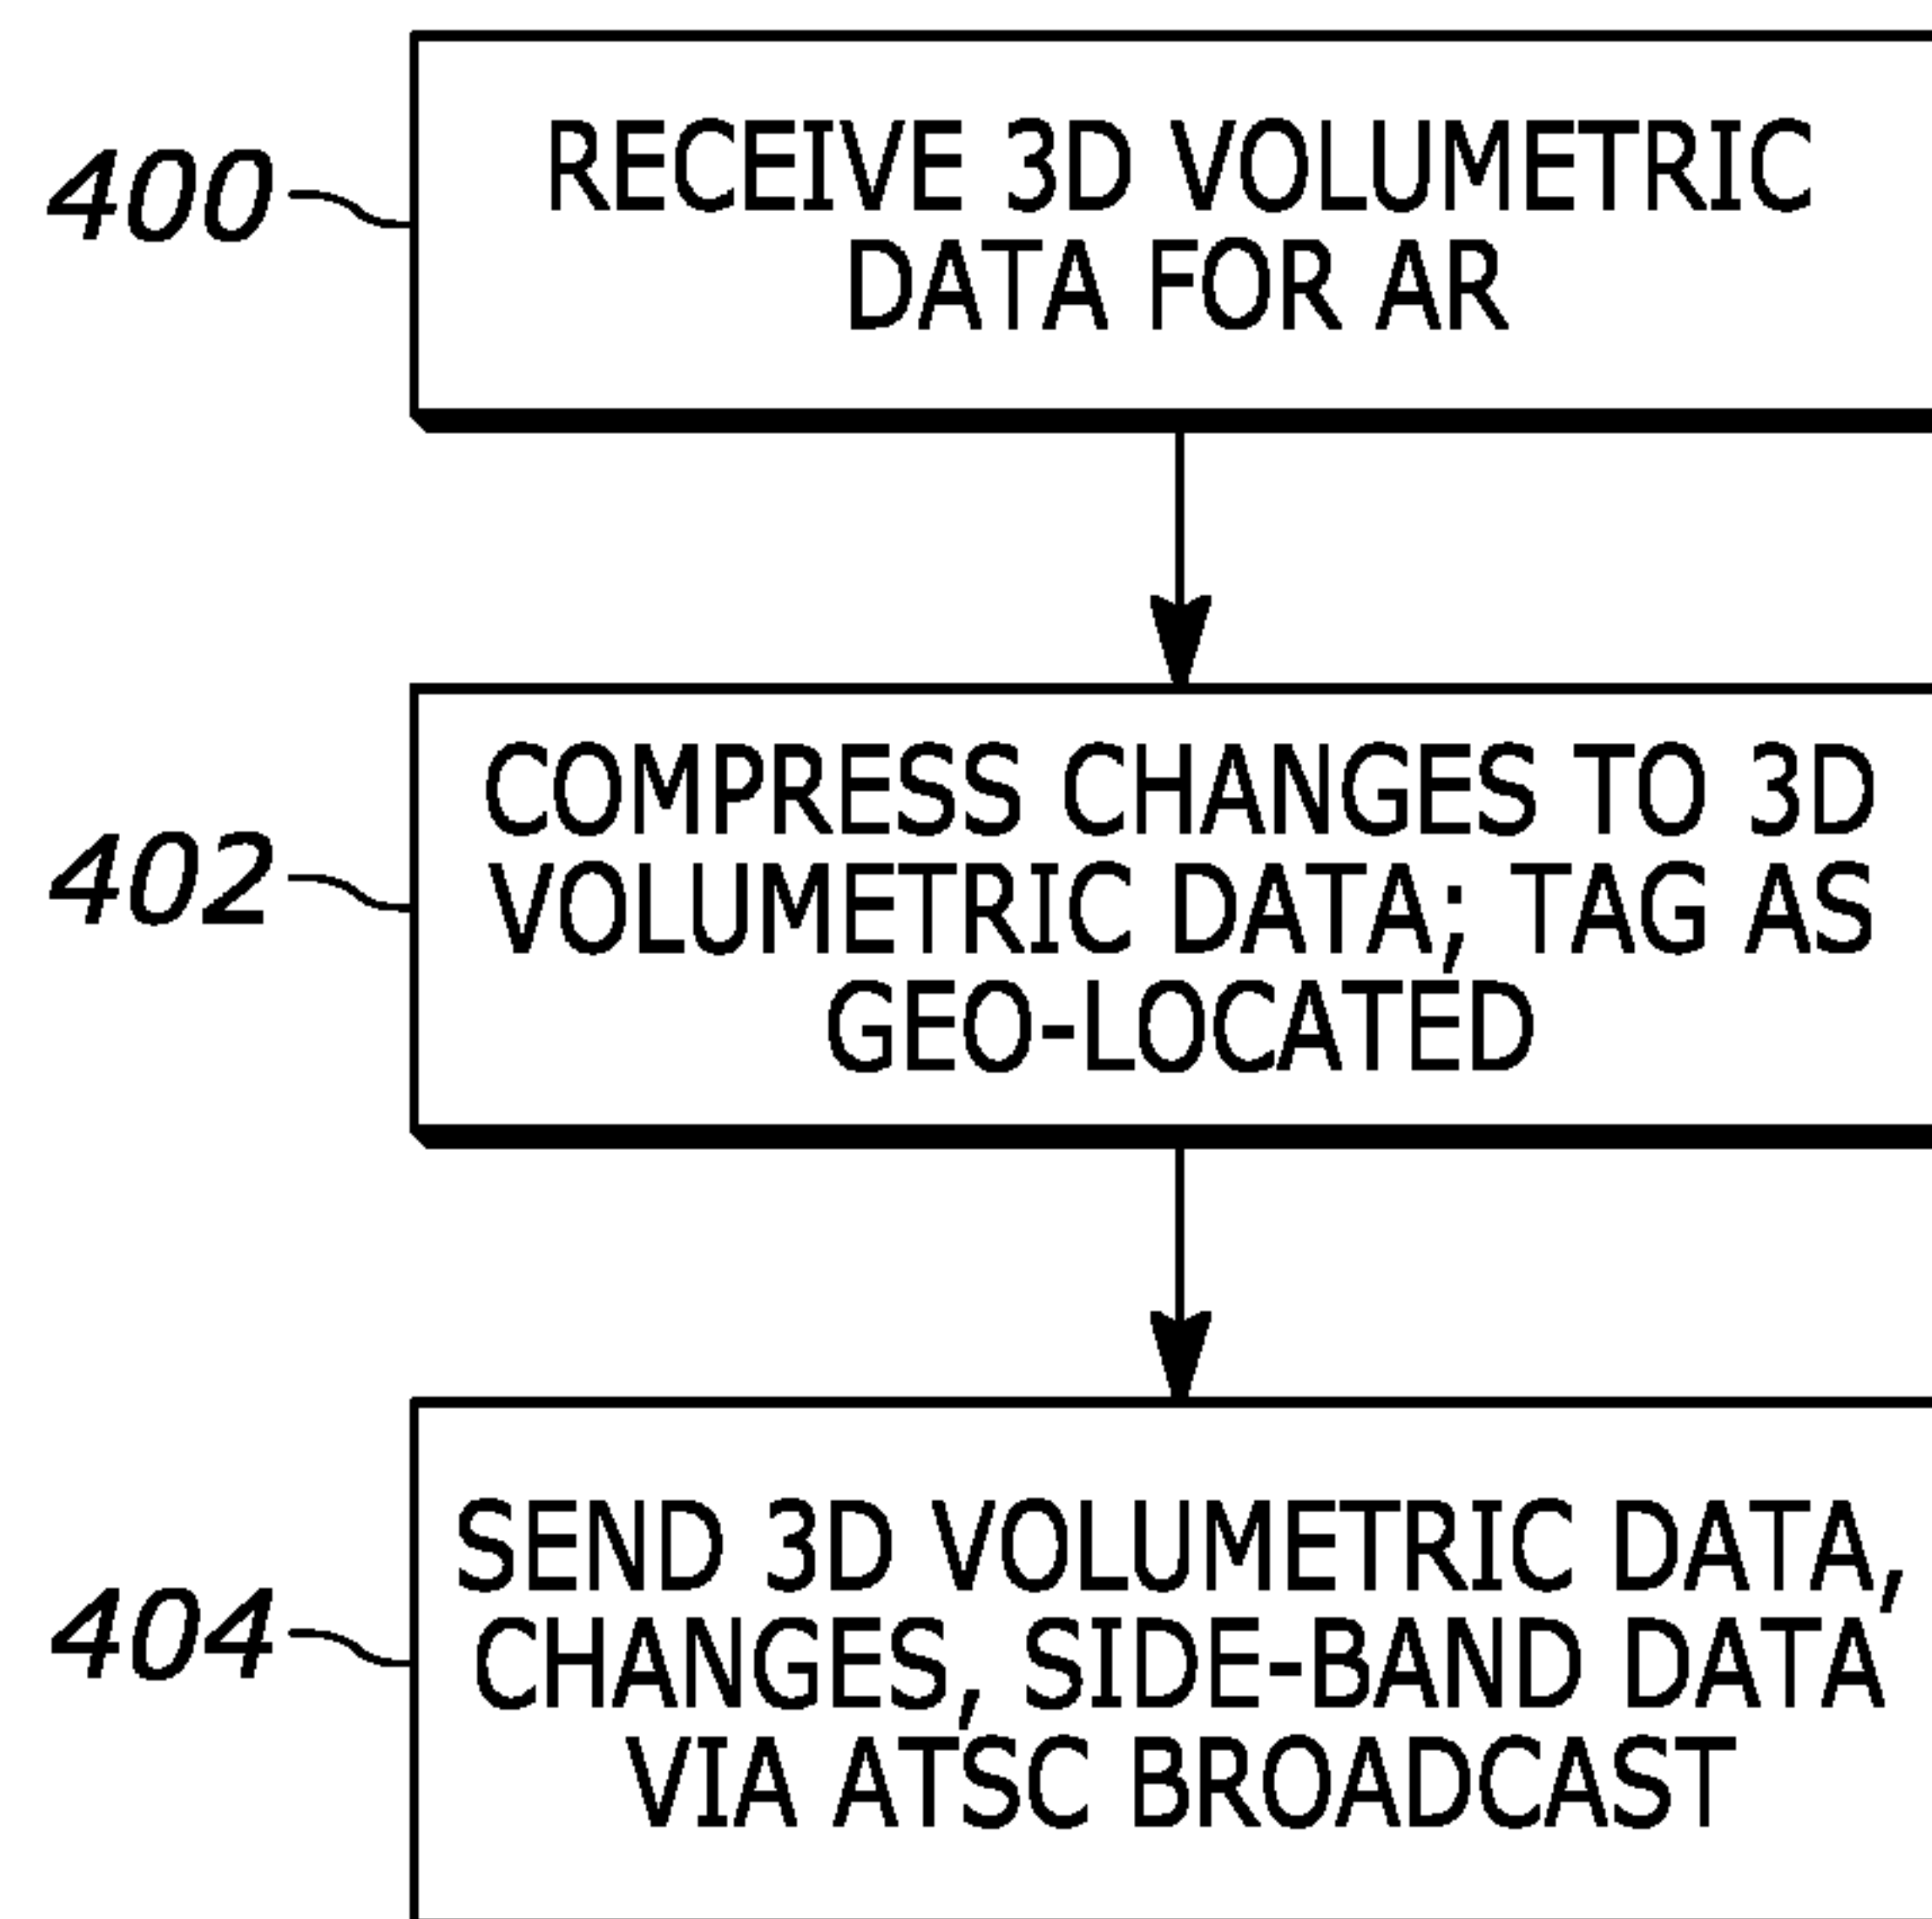 400
RECEIVE 3D VOLUMETRIC
DATA FOR AR
402
COMPRESS CHANGES TO 3D
VOLUMETRIC DATA; TAG AS
GEO-LOCATED
404
SEND 3D VOLUMETRIC DATA,
CHANGES, SIDE-BAND DATA
VIA ATSC BROADCAST